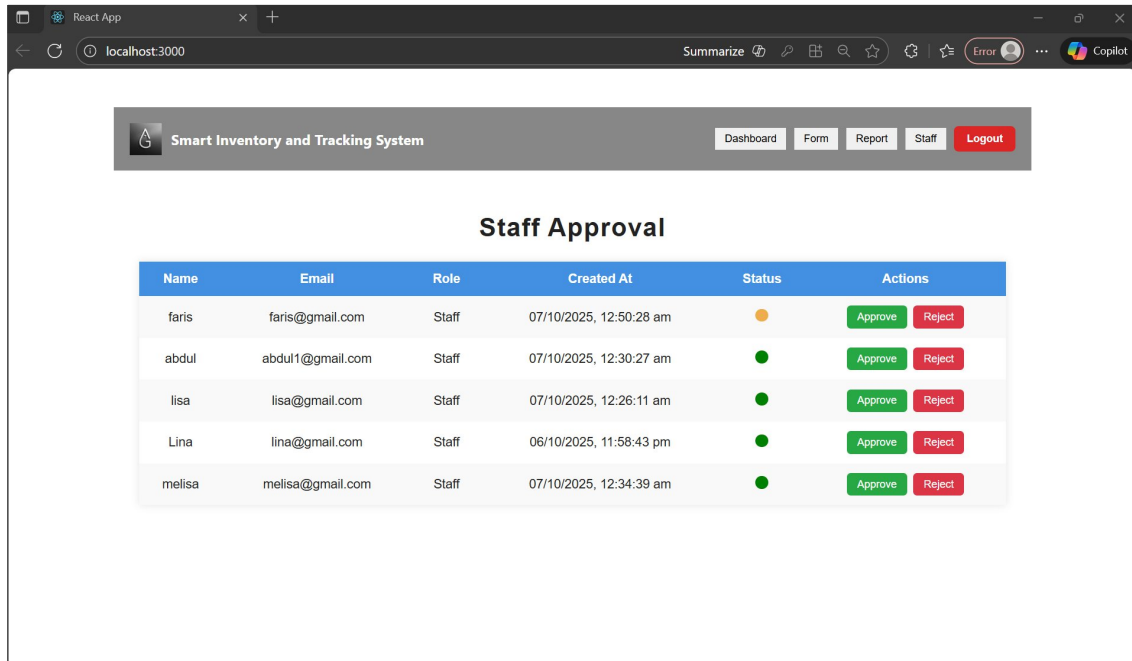 React App
localhost:3000 Summarize Error Copilot
AG Smart Inventory and Tracking System Dashboard Form Report Staff Logout
Staff Approval
Name Email Role Created At Status Actions
faris faris@gmail.com Staff 07/10/2025, 12:50:28 am Approve Reject
abdul abdul1@gmail.com Staff 07/10/2025, 12:30:27 am Approve Reject
lisa lisa@gmail.com Staff 07/10/2025, 12:26:11 am Approve Reject
Lina lina@gmail.com Staff 06/10/2025, 11:58:43 pm Approve Reject
melisa melisa@gmail.com Staff 07/10/2025, 12:34:39 am Approve Reject